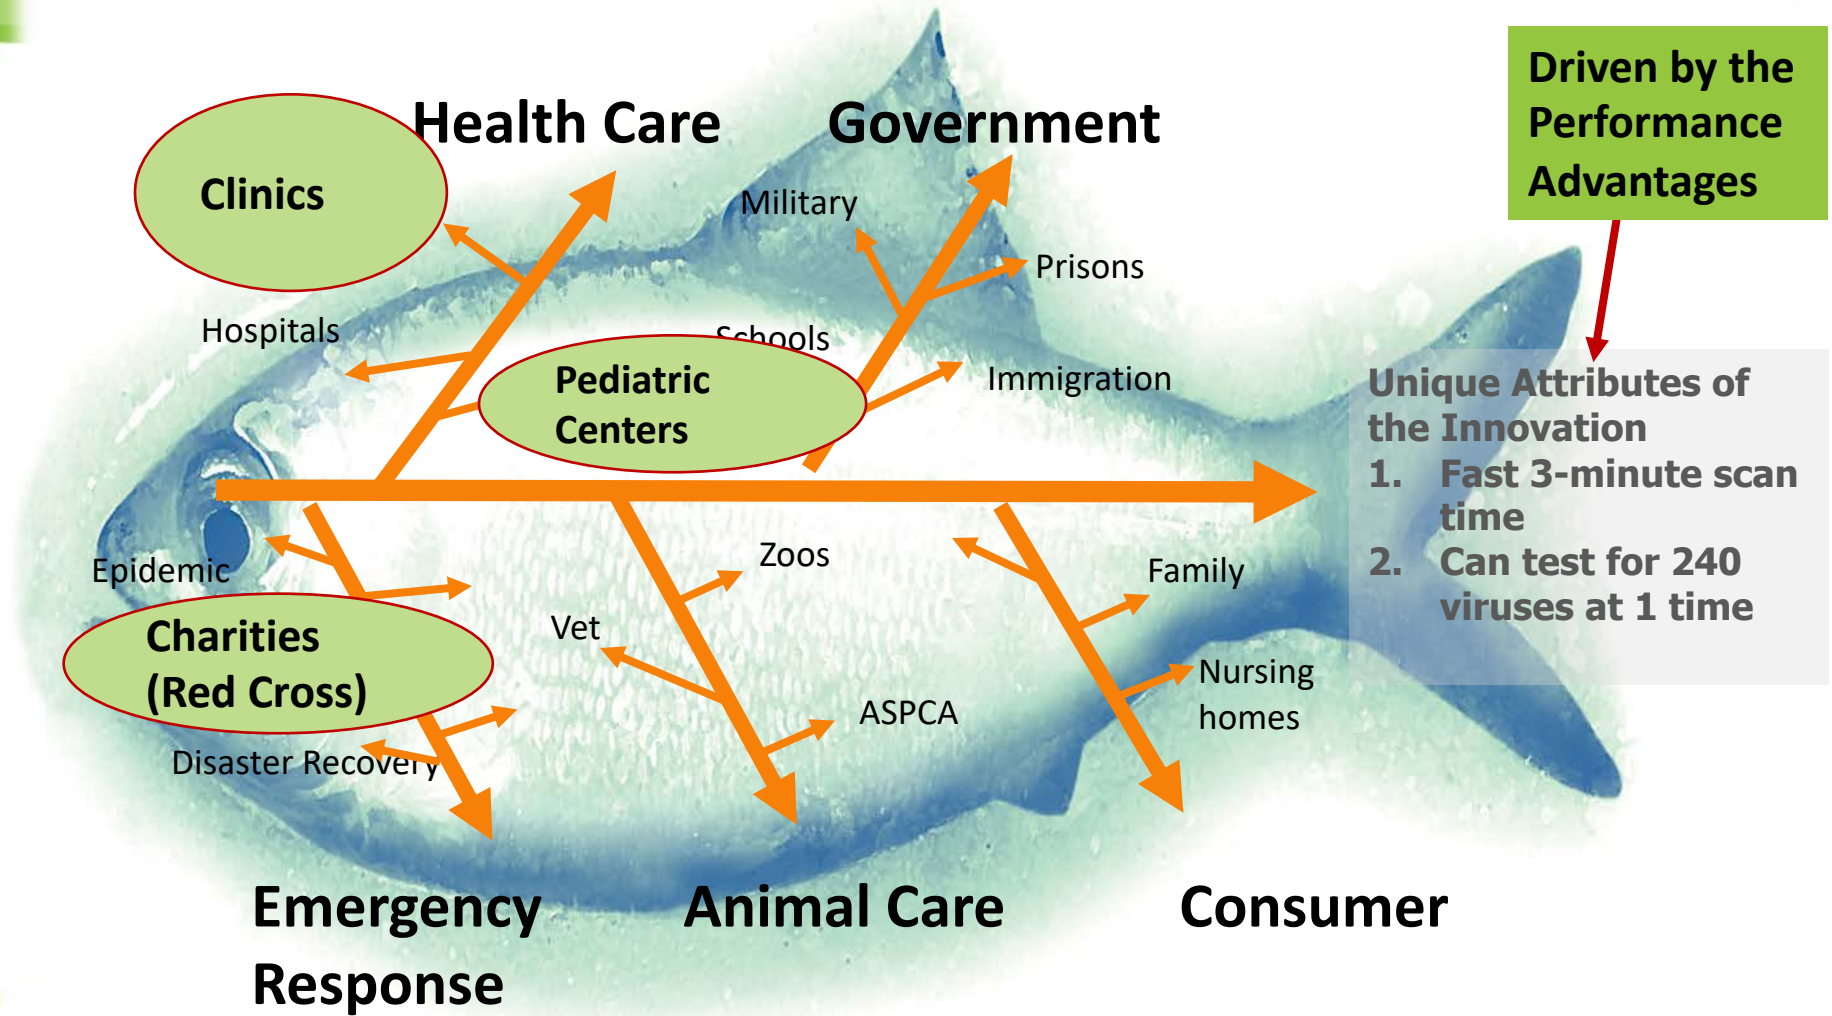 Driven by the
Performance
Advantages
Health Care
Government
Clinics
Military
Prisons
Hospitals
Schools
Pediatric
Centers
Immigration
Unique Attributes of
the Innovation
1. Fast 3-minute scan
time
2. Can test for 240
viruses at 1 time
Epidemic
Zoos
Family
Charities
(Red Cross)
Vet
Nursing
homes
ASPCA
Disaster Recovery
Emergency
Response
Animal Care
Consumer